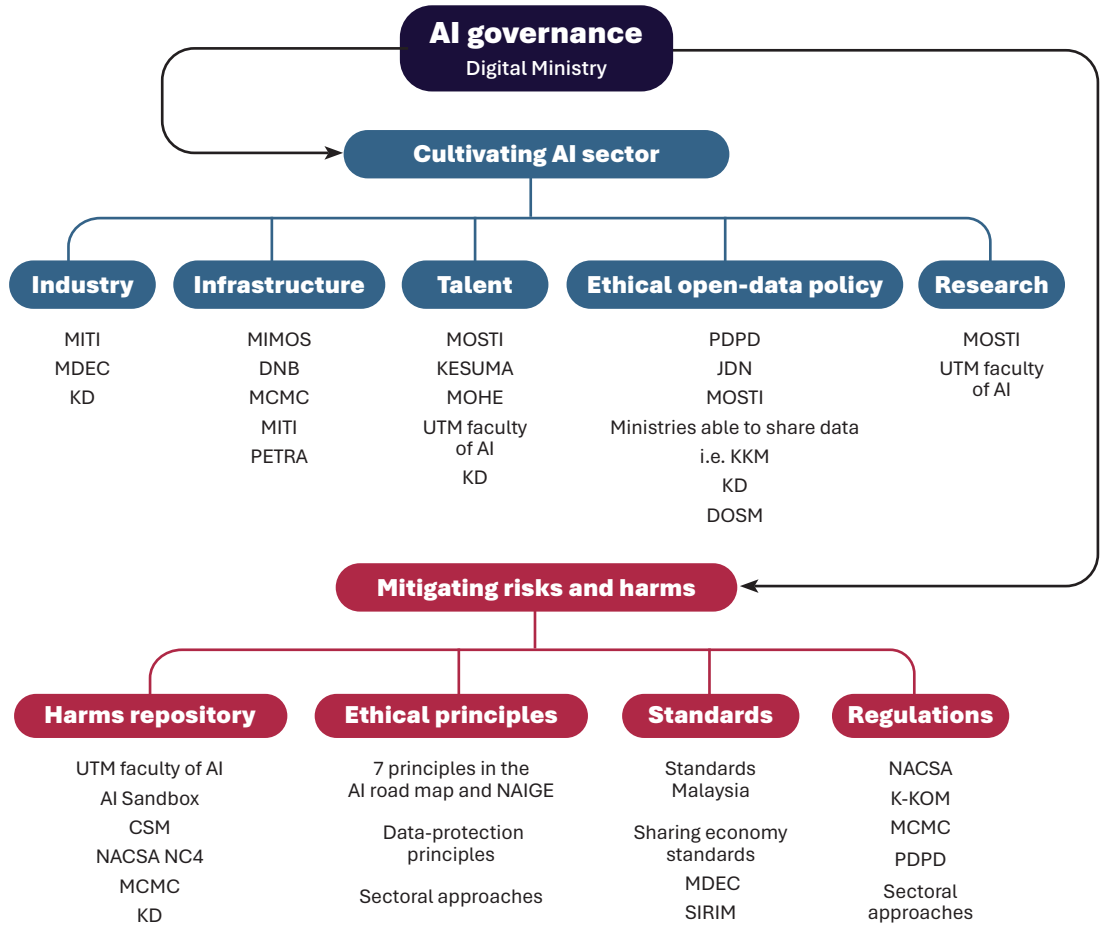 AI governance
Digital Ministry
Cultivating AI sector
Industry
MITI
MDEC
KD
Infrastructure
MIMOS
DNB
MCMC
MITI
PETRA
Talent
MOSTI
KESUMA
MOHE
UTM faculty
of AI
KD
Ethical open-data policy
PDPD
JDN
MOSTI
Ministries able to share data
i.e. KKM
KD
DOSM
Research
MOSTI
UTM faculty
of AI
Mitigating risks and harms
Harms repository
UTM faculty of AI
AI Sandbox
CSM
NACSA NC4
MCMC
KD
Ethical principles
7 principles in the
AI road map and NAIGE
Data-protection
principles
Sectoral approaches
Standards
Standards
Malaysia
Sharing economy
standards
MDEC
SIRIM
Regulations
NACSA
K-KOM
MCMC
PDPD
Sectoral
approaches